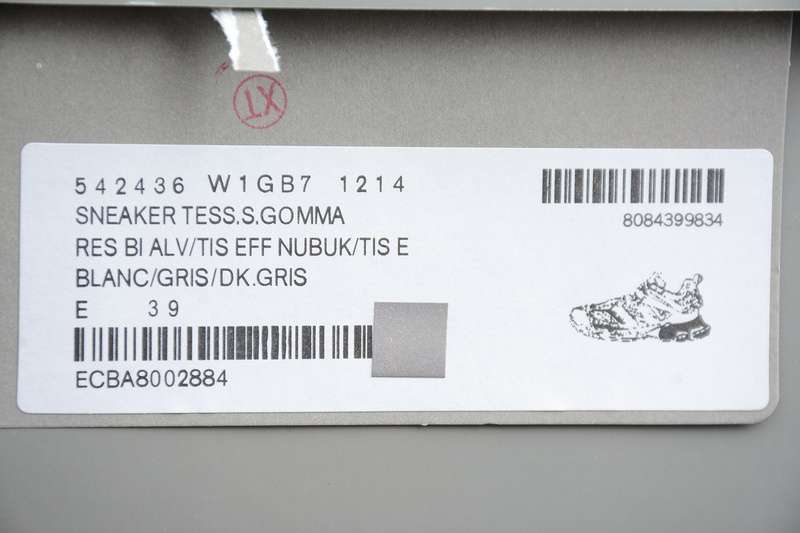 XT
542436 W1GB7 1214
SNEAKER TESS.S.GOMMA
RES BI ALV/TIS EFF NUBUK/TIS E
BLANC/GRIS/DK.GRIS
E 39
ECBA8002884
8084399834